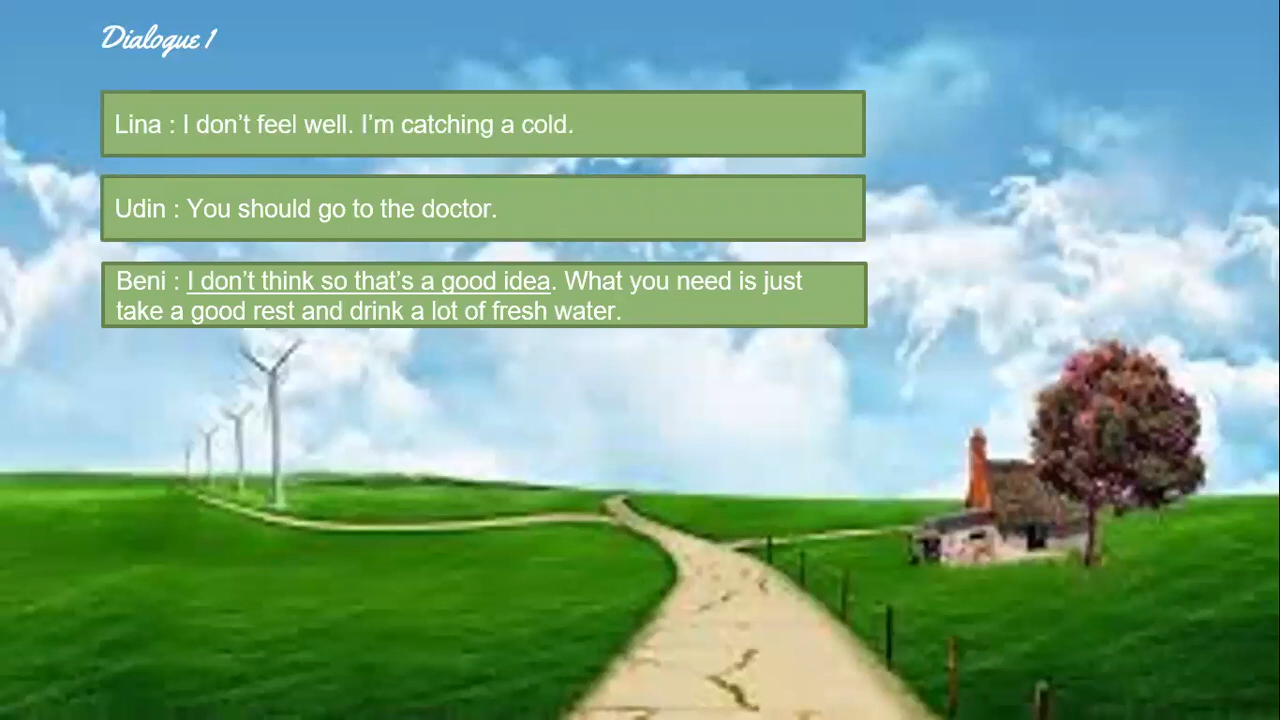 Dialogue 1
Lina : I don’t feel well. I’m catching a cold.
Udin : You should go to the doctor.
Beni : I don’t think so that’s a good idea. What you need is just
take a good rest and drink a lot of fresh water.